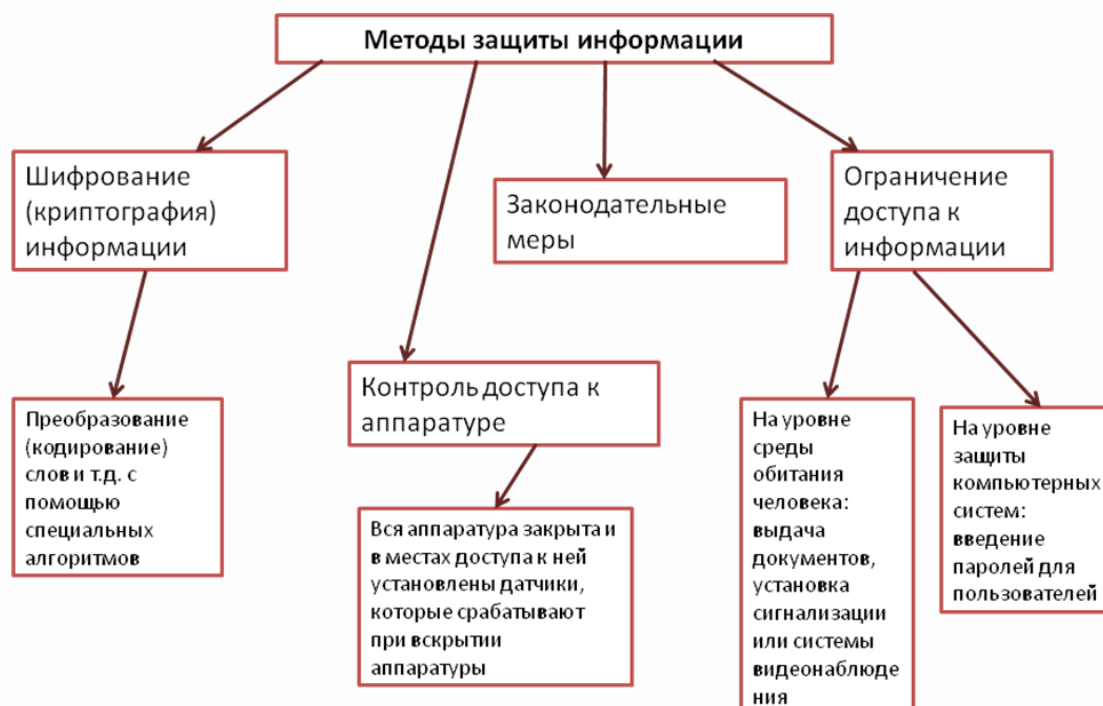 Методы защиты информации
Шифрование
(криптография)
информации
Законодательные
меры
Ограничение
доступа к
информации
Контроль доступа к
аппаратуре
Преобразование
(кодирование)
слов и т.д. с
помощью
специальных
алгоритмов
Вся аппаратура закрыта и
в местах доступа к ней
установлены датчики,
которые срабатывают
при вскрытии
аппаратуры
На уровне
среды
обитания
человека:
выдача
документов,
установка
сигнализации
или системы
видеонаблюде
ния
На уровне
защиты
компьютерных
систем:
введение
паролей для
пользователей